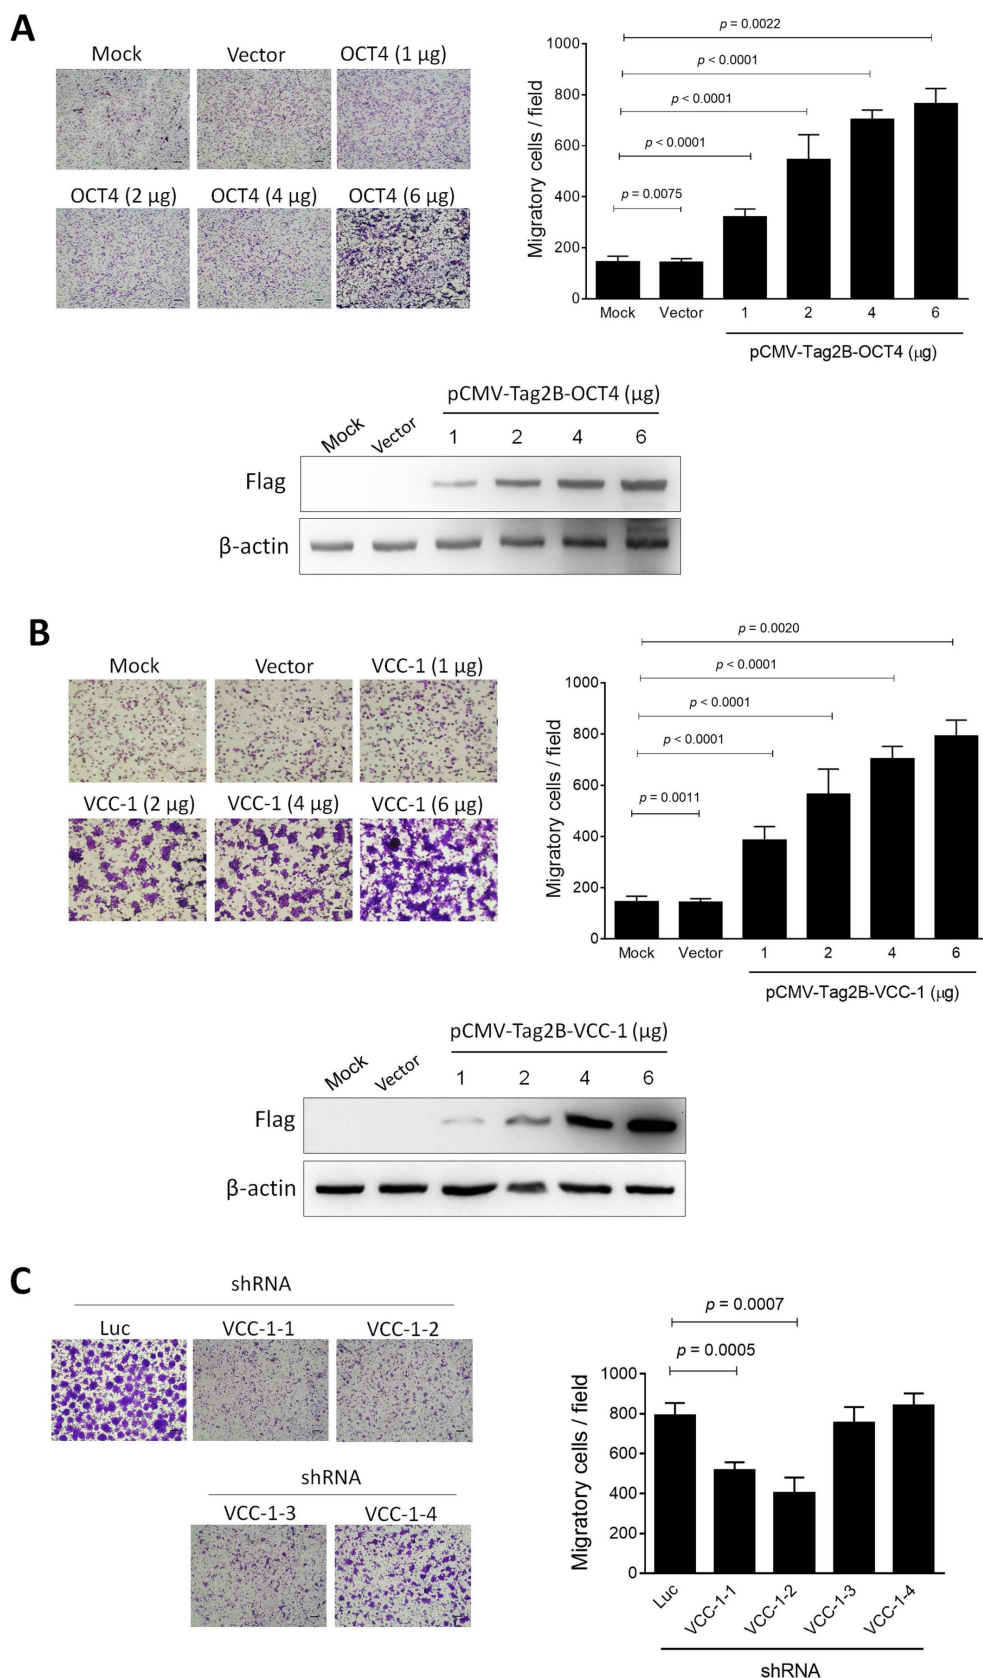 A
Mock Vector OCT4 (1 μg)
OCT4 (2 μg) OCT4 (4 μg) OCT4 (6 μg)
p = 0.0022
p < 0.0001
p < 0.0001
p < 0.0001
p = 0.0075
Migratory cells / field
1000
800
600
400
200
0
Mock Vector 1 2 4 6
pCMV-Tag2B-OCT4 (μg)
pCMV-Tag2B-OCT4 (μg)
Mock Vector 1 2 4 6
Flag
β-actin
B
Mock Vector VCC-1 (1 μg)
VCC-1 (2 μg) VCC-1 (4 μg) VCC-1 (6 μg)
p = 0.0020
p < 0.0001
p < 0.0001
p < 0.0001
p = 0.0011
Migratory cells / field
1000
800
600
400
200
0
Mock Vector 1 2 4 6
pCMV-Tag2B-VCC-1 (μg)
pCMV-Tag2B-VCC-1 (μg)
Mock Vector 1 2 4 6
Flag
β-actin
C
shRNA
Luc VCC-1-1 VCC-1-2
shRNA
VCC-1-3 VCC-1-4
p = 0.0007
p = 0.0005
Migratory cells / field
1000
800
600
400
200
0
Luc VCC-1-1 VCC-1-2 VCC-1-3 VCC-1-4
shRNA